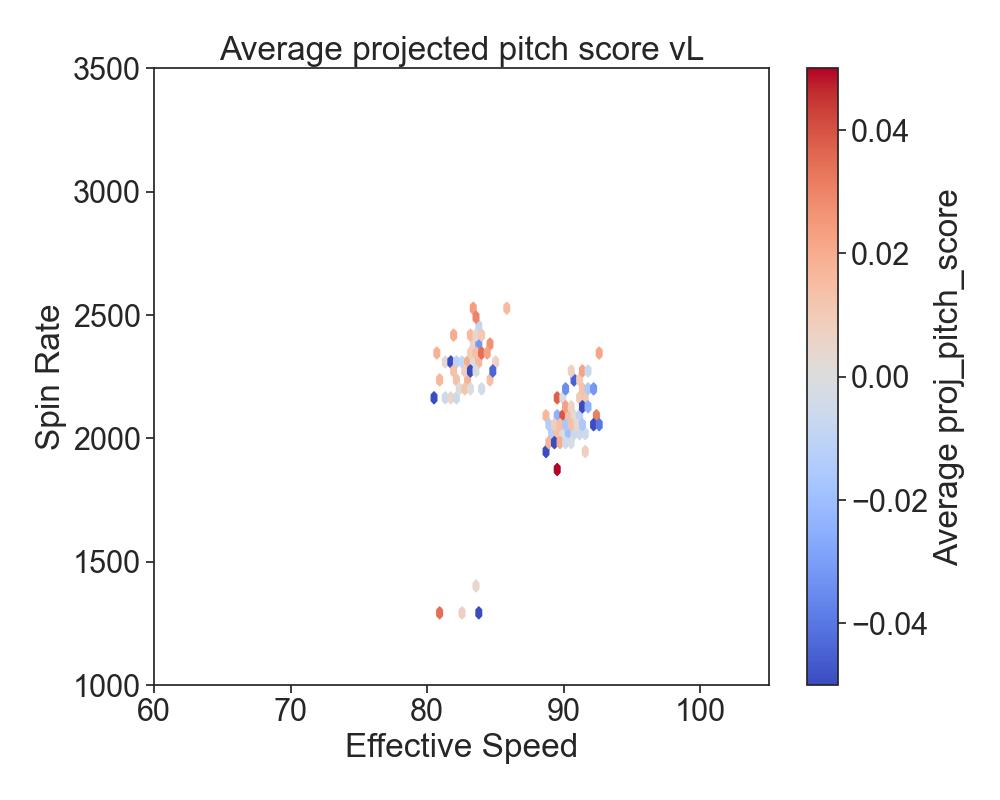 Average projected pitch score vL
3500
3000
2500
2000
1500
1000
Spin Rate
60 70 80 90 100
Effective Speed
0.04
0.02
0.00
−0.02
−0.04
Average proj_pitch_score